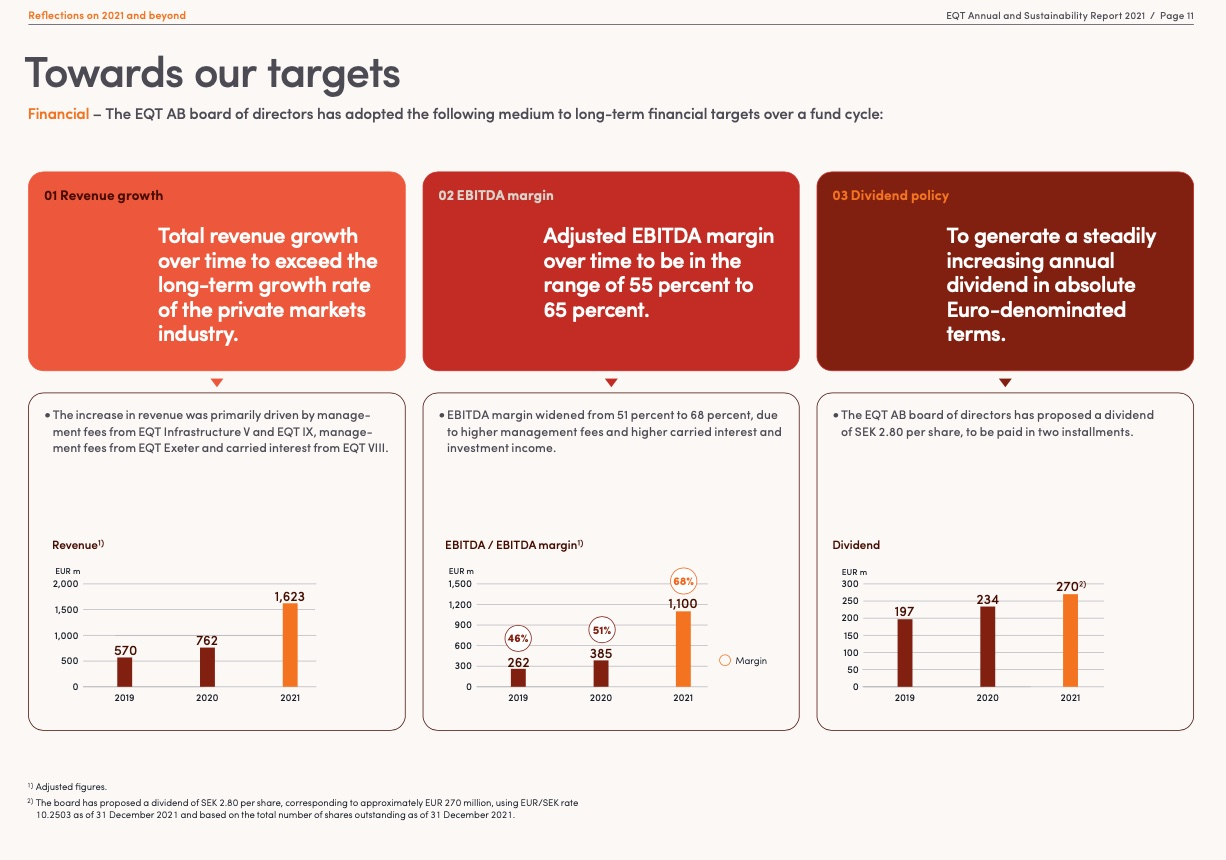 Reflections on 2021 and beyond
EQT Annual and Sustainability Report 2021 / Page 11
Towards our targets
Financial – The EQT AB board of directors has adopted the following medium to long-term financial targets over a fund cycle:
01 Revenue growth
Total revenue growth
over time to exceed the
long-term growth rate
of the private markets
industry.
• The increase in revenue was primarily driven by manage-
ment fees from EQT Infrastructure V and EQT IX, manage-
ment fees from EQT Exeter and carried interest from EQT VIII.
Revenue¹⁾
EUR m
2,000
1,500
1,000
500
0
570
762
1,623
2019
2020
2021
02 EBITDA margin
Adjusted EBITDA margin
over time to be in the
range of 55 percent to
65 percent.
• EBITDA margin widened from 51 percent to 68 percent, due
to higher management fees and higher carried interest and
investment income.
EBITDA / EBITDA margin¹⁾
EUR m
1,500
1,200
900
600
300
0
46%
262
51%
385
68%
1,100
Margin
2019
2020
2021
03 Dividend policy
To generate a steadily
increasing annual
dividend in absolute
Euro-denominated
terms.
• The EQT AB board of directors has proposed a dividend
of SEK 2.80 per share, to be paid in two installments.
Dividend
EUR m
300
250
200
150
100
50
0
197
234
270²⁾
2019
2020
2021
¹⁾ Adjusted figures.
²⁾ The board has proposed a dividend of SEK 2.80 per share, corresponding to approximately EUR 270 million, using EUR/SEK rate
10.2503 as of 31 December 2021 and based on the total number of shares outstanding as of 31 December 2021.